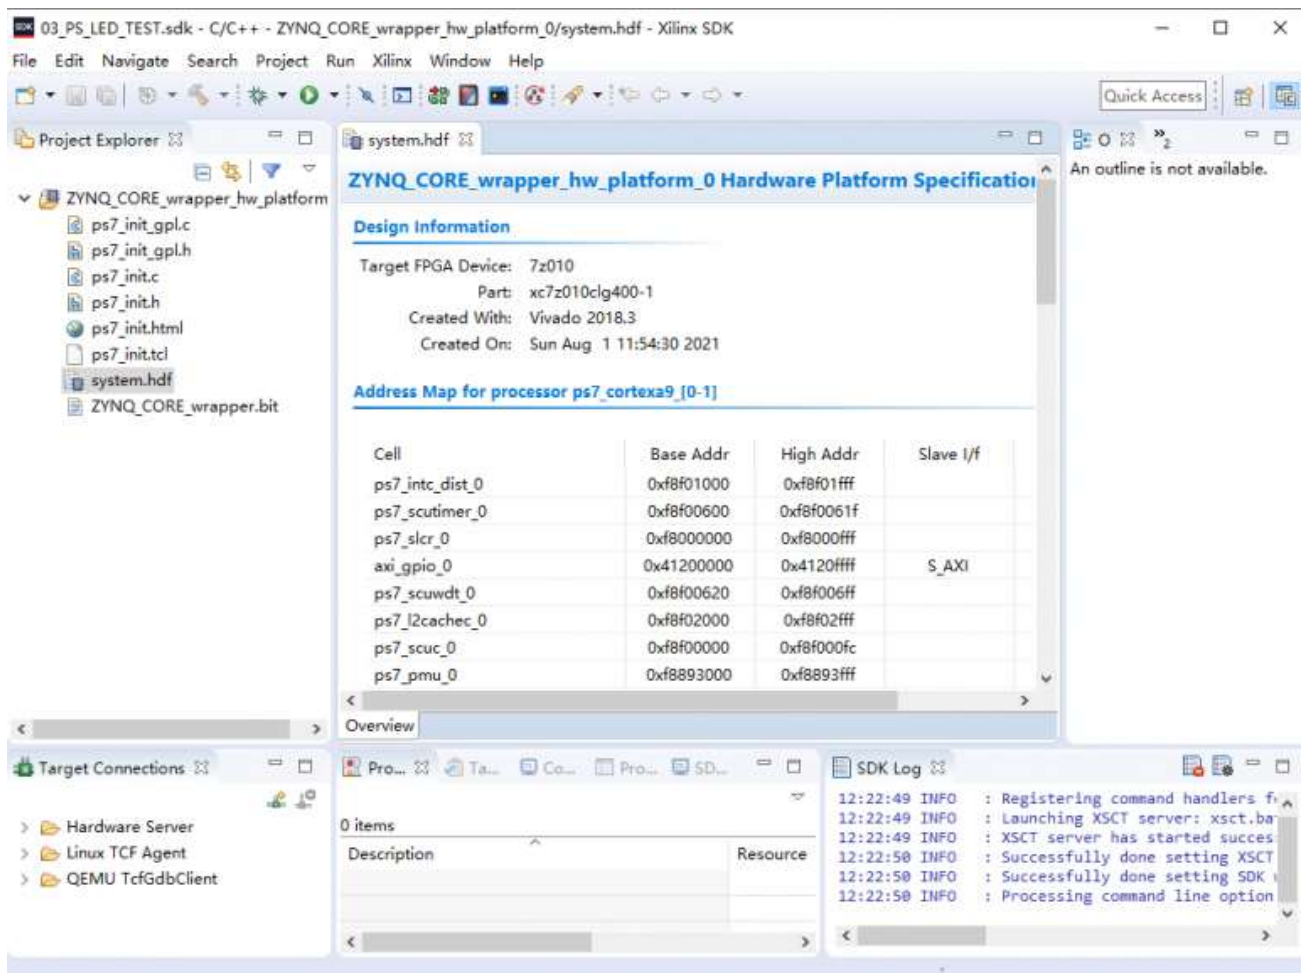 03_PS_LED_TEST.sdk - C/C++ - ZYNQ_CORE_wrapper_hw_platform_0/system.hdf - Xilinx SDK
File Edit Navigate Search Project Run Xilinx Window Help
Quick Access
Project Explorer
ZYNQ_CORE_wrapper_hw_platform
ps7_init_gpl.c
ps7_init_gpl.h
ps7_init.c
ps7_init.h
ps7_init.html
ps7_init.tcl
system.hdf
ZYNQ_CORE_wrapper.bit
system.hdf
ZYNQ_CORE_wrapper_hw_platform_0 Hardware Platform Specification
Design Information
Target FPGA Device: 7z010
Part: xc7z010clg400-1
Created With: Vivado 2018.3
Created On: Sun Aug 1 11:54:30 2021
Address Map for processor ps7_cortexa9_[0-1]
Cell Base Addr High Addr Slave I/f
ps7_intc_dist_0 0xf8f01000 0xf8f01fff
ps7_scutimer_0 0xf8f00600 0xf8f0061f
ps7_slcr_0 0xf8000000 0xf8000fff
axi_gpio_0 0x41200000 0x4120ffff S_AXI
ps7_scuwdt_0 0xf8f00620 0xf8f006ff
ps7_l2cachec_0 0xf8f02000 0xf8f02fff
ps7_scuc_0 0xf8f00000 0xf8f000fc
ps7_pmu_0 0xf8893000 0xf8893fff
Overview
O »2
An outline is not available.
Target Connections
Hardware Server
Linux TCF Agent
QEMU TcfGdbClient
Pro... Ta... Co... Pro... SD...
0 items
Description Resource
SDK Log
12:22:49 INFO : Registering command handlers f
12:22:49 INFO : Launching XSCT server: xsct.ba
12:22:49 INFO : XSCT server has started succes
12:22:50 INFO : Successfully done setting XSCT
12:22:50 INFO : Successfully done setting SDK
12:22:50 INFO : Processing command line option